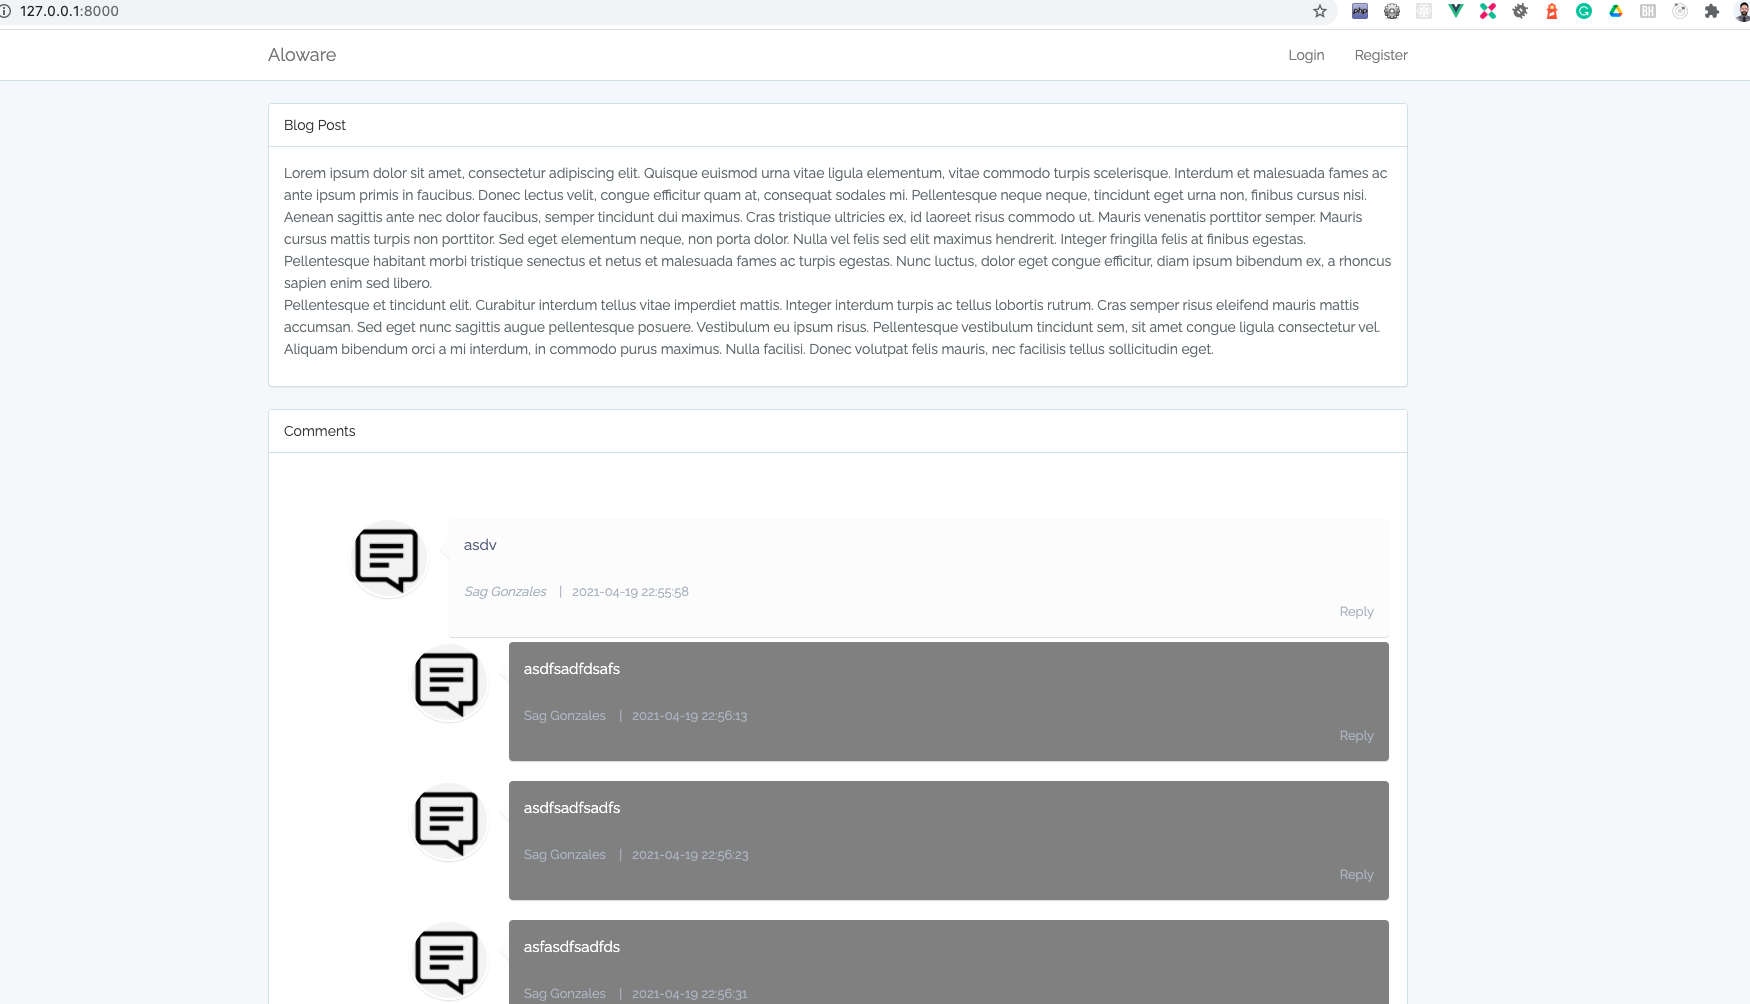 127.0.0.1:8000
php
BH
Aloware
Login Register
Blog Post
Lorem ipsum dolor sit amet, consectetur adipiscing elit. Quisque euismod urna vitae ligula elementum, vitae commodo turpis scelerisque. Interdum et malesuada fames ac
ante ipsum primis in faucibus. Donec lectus velit, congue efficitur quam at, consequat sodales mi. Pellentesque neque neque, tincidunt eget urna non, finibus cursus nisi.
Aenean sagittis ante nec dolor faucibus, semper tincidunt dui maximus. Cras tristique ultricies ex, id laoreet risus commodo ut. Mauris venenatis porttitor semper. Mauris
cursus mattis turpis non porttitor. Sed eget elementum neque, non porta dolor. Nulla vel felis sed elit maximus hendrerit. Integer fringilla felis at finibus egestas.
Pellentesque habitant morbi tristique senectus et netus et malesuada fames ac turpis egestas. Nunc luctus, dolor eget congue efficitur, diam ipsum bibendum ex, a rhoncus
sapien enim sed libero.
Pellentesque et tincidunt elit. Curabitur interdum tellus vitae imperdiet mattis. Integer interdum turpis ac tellus lobortis rutrum. Cras semper risus eleifend mauris mattis
accumsan. Sed eget nunc sagittis augue pellentesque posuere. Vestibulum eu ipsum risus. Pellentesque vestibulum tincidunt sem, sit amet congue ligula consectetur vel.
Aliquam bibendum orci a mi interdum, in commodo purus maximus. Nulla facilisi. Donec volutpat felis mauris, nec facilisis tellus sollicitudin eget.
Comments
asdv
Sag Gonzales | 2021-04-19 22:55:58
Reply
asdfsadfdsafs
Sag Gonzales | 2021-04-19 22:56:13
Reply
asdfsadfsadfs
Sag Gonzales | 2021-04-19 22:56:23
Reply
asfasdfsadfds
Sag Gonzales | 2021-04-19 22:56:31